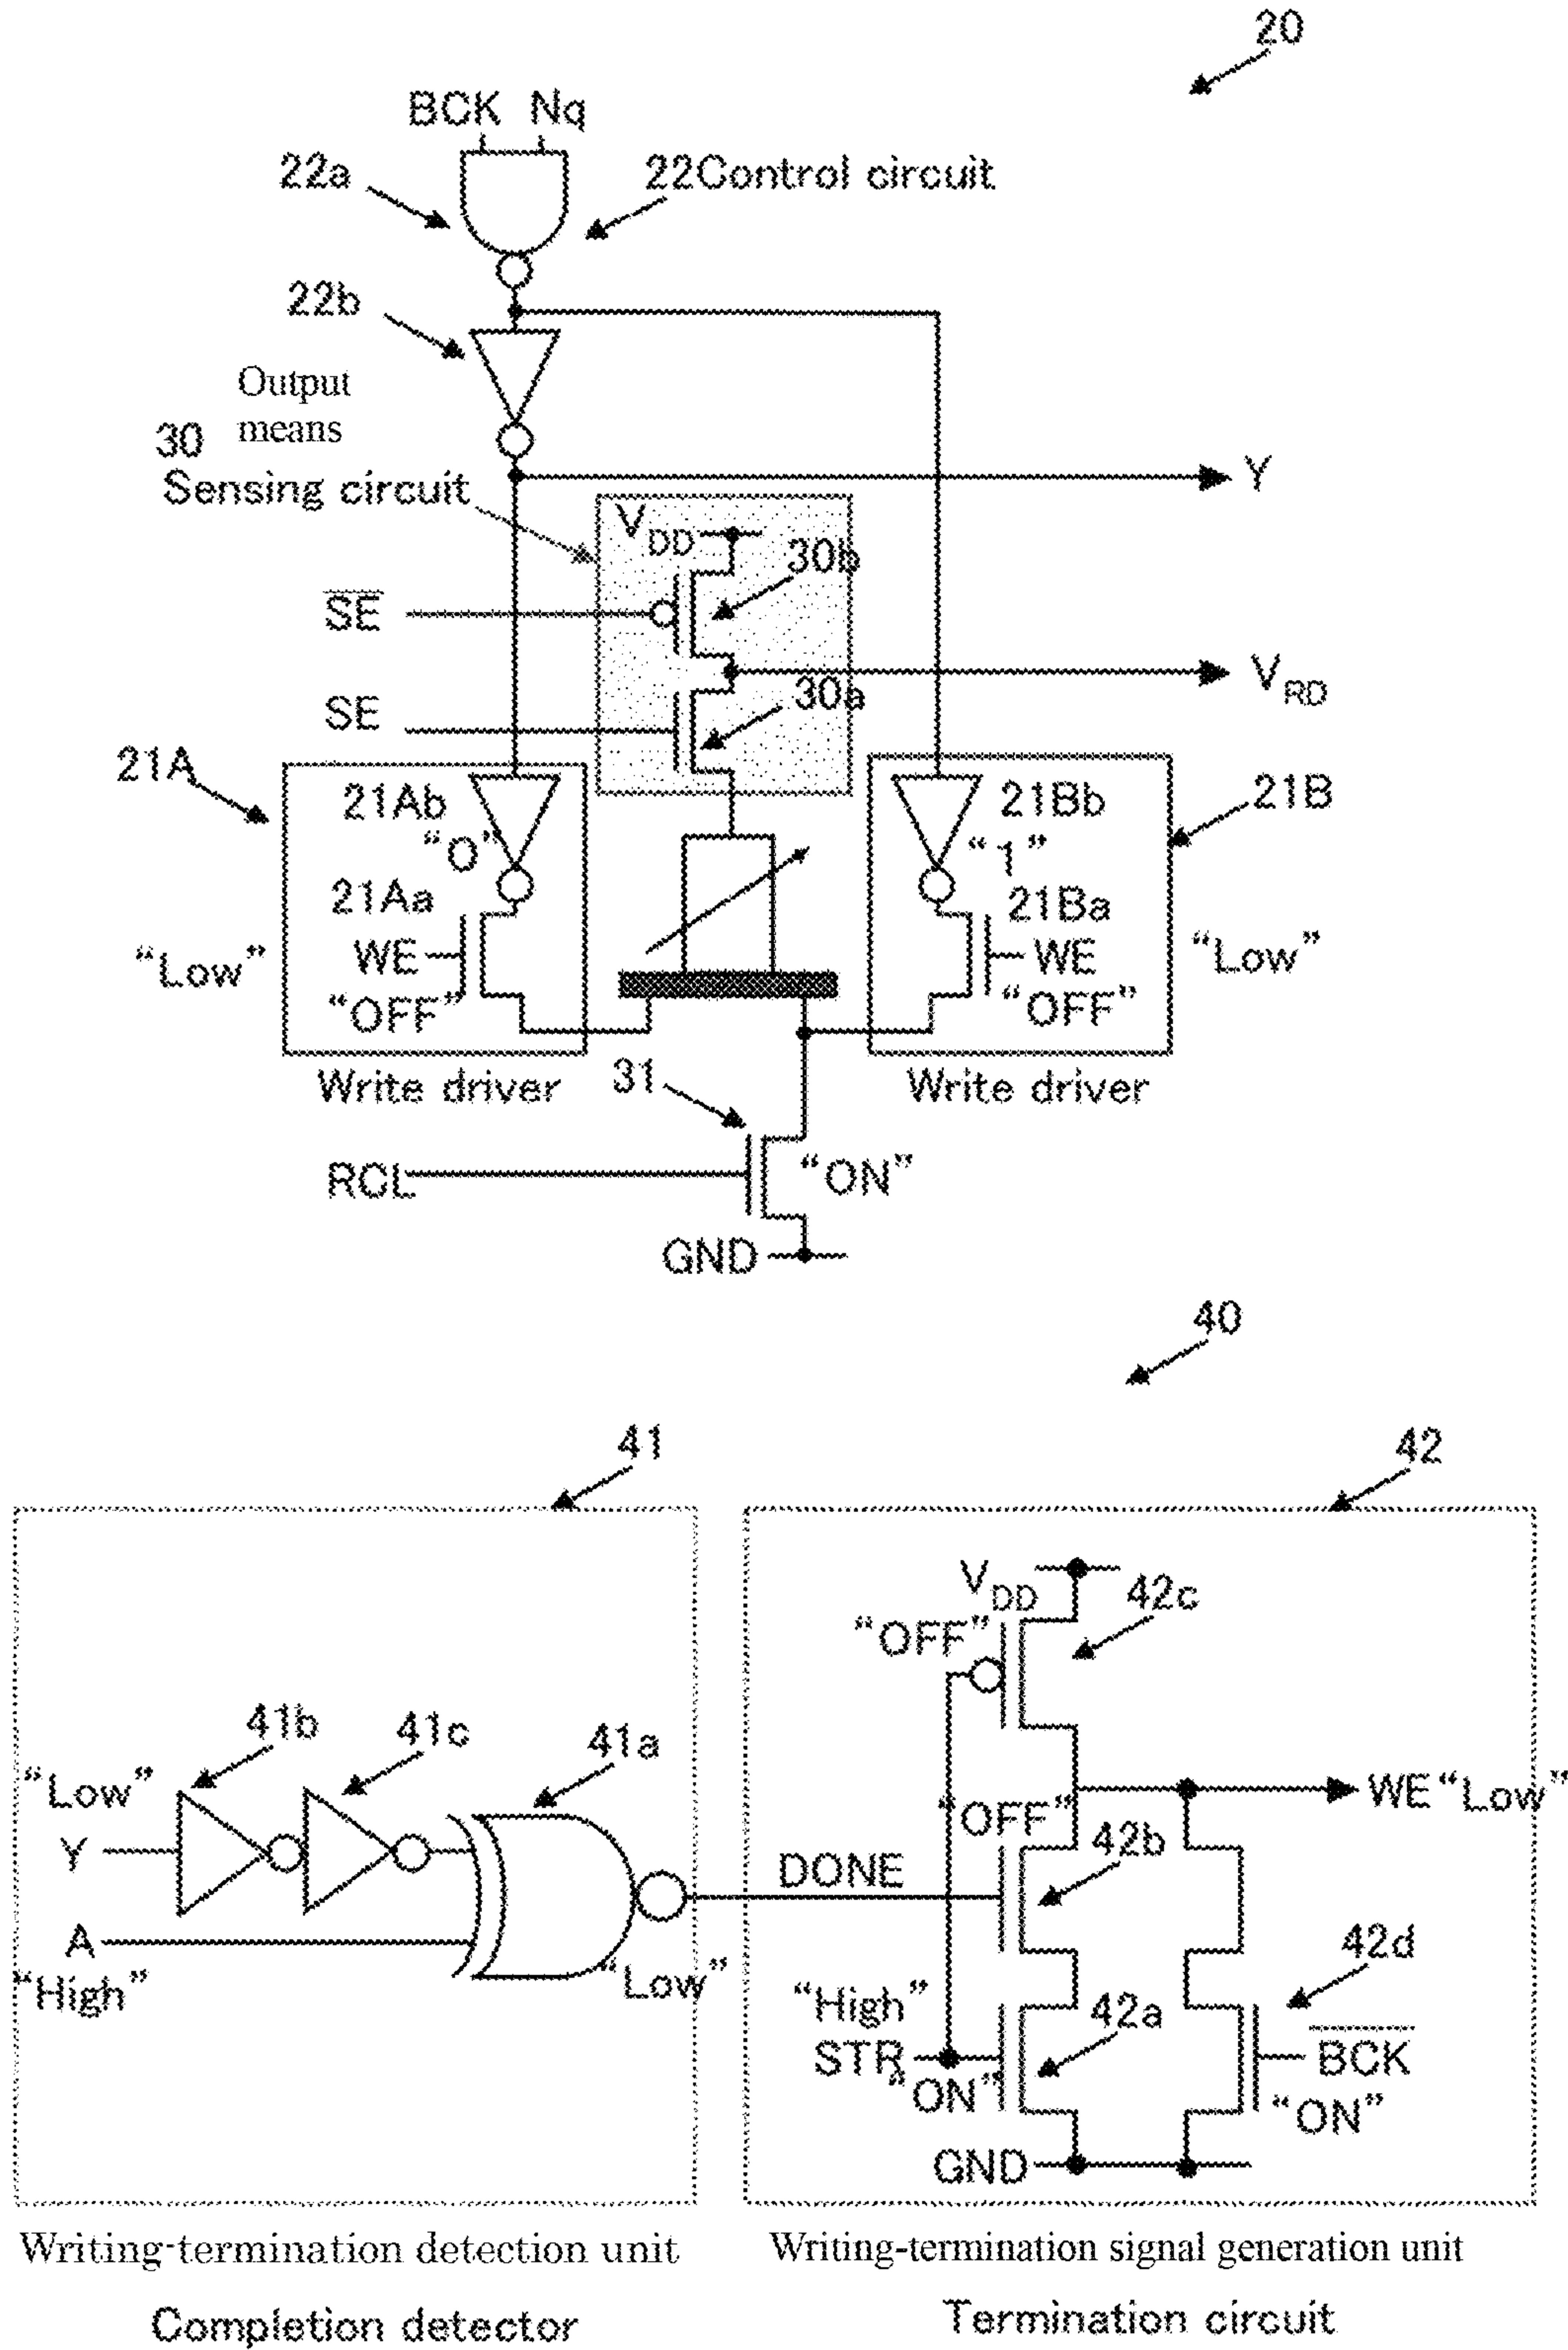 20
BCK Nq
22a
22Control circuit
22b
Output
means
30
Sensing circuit
Y
VDD
30b
SE
VRD
30a
SE
21A
21Ab
"0"
21Aa
WE
"OFF"
"Low"
21Bb
"1"
21Ba
WE
"OFF"
21B
"Low"
Write driver
31
Write driver
RCL
"ON"
GND
40
41
42
VDD
42c
"OFF"
41b
41c
41a
"Low"
Y
A
"High"
"Low"
DONE
"OFF"
42b
WE "Low"
42d
"High"
STR
"ON"
42a
BCK
"ON"
GND
Writing-termination detection unit
Writing-termination signal generation unit
Completion detector
Termination circuit